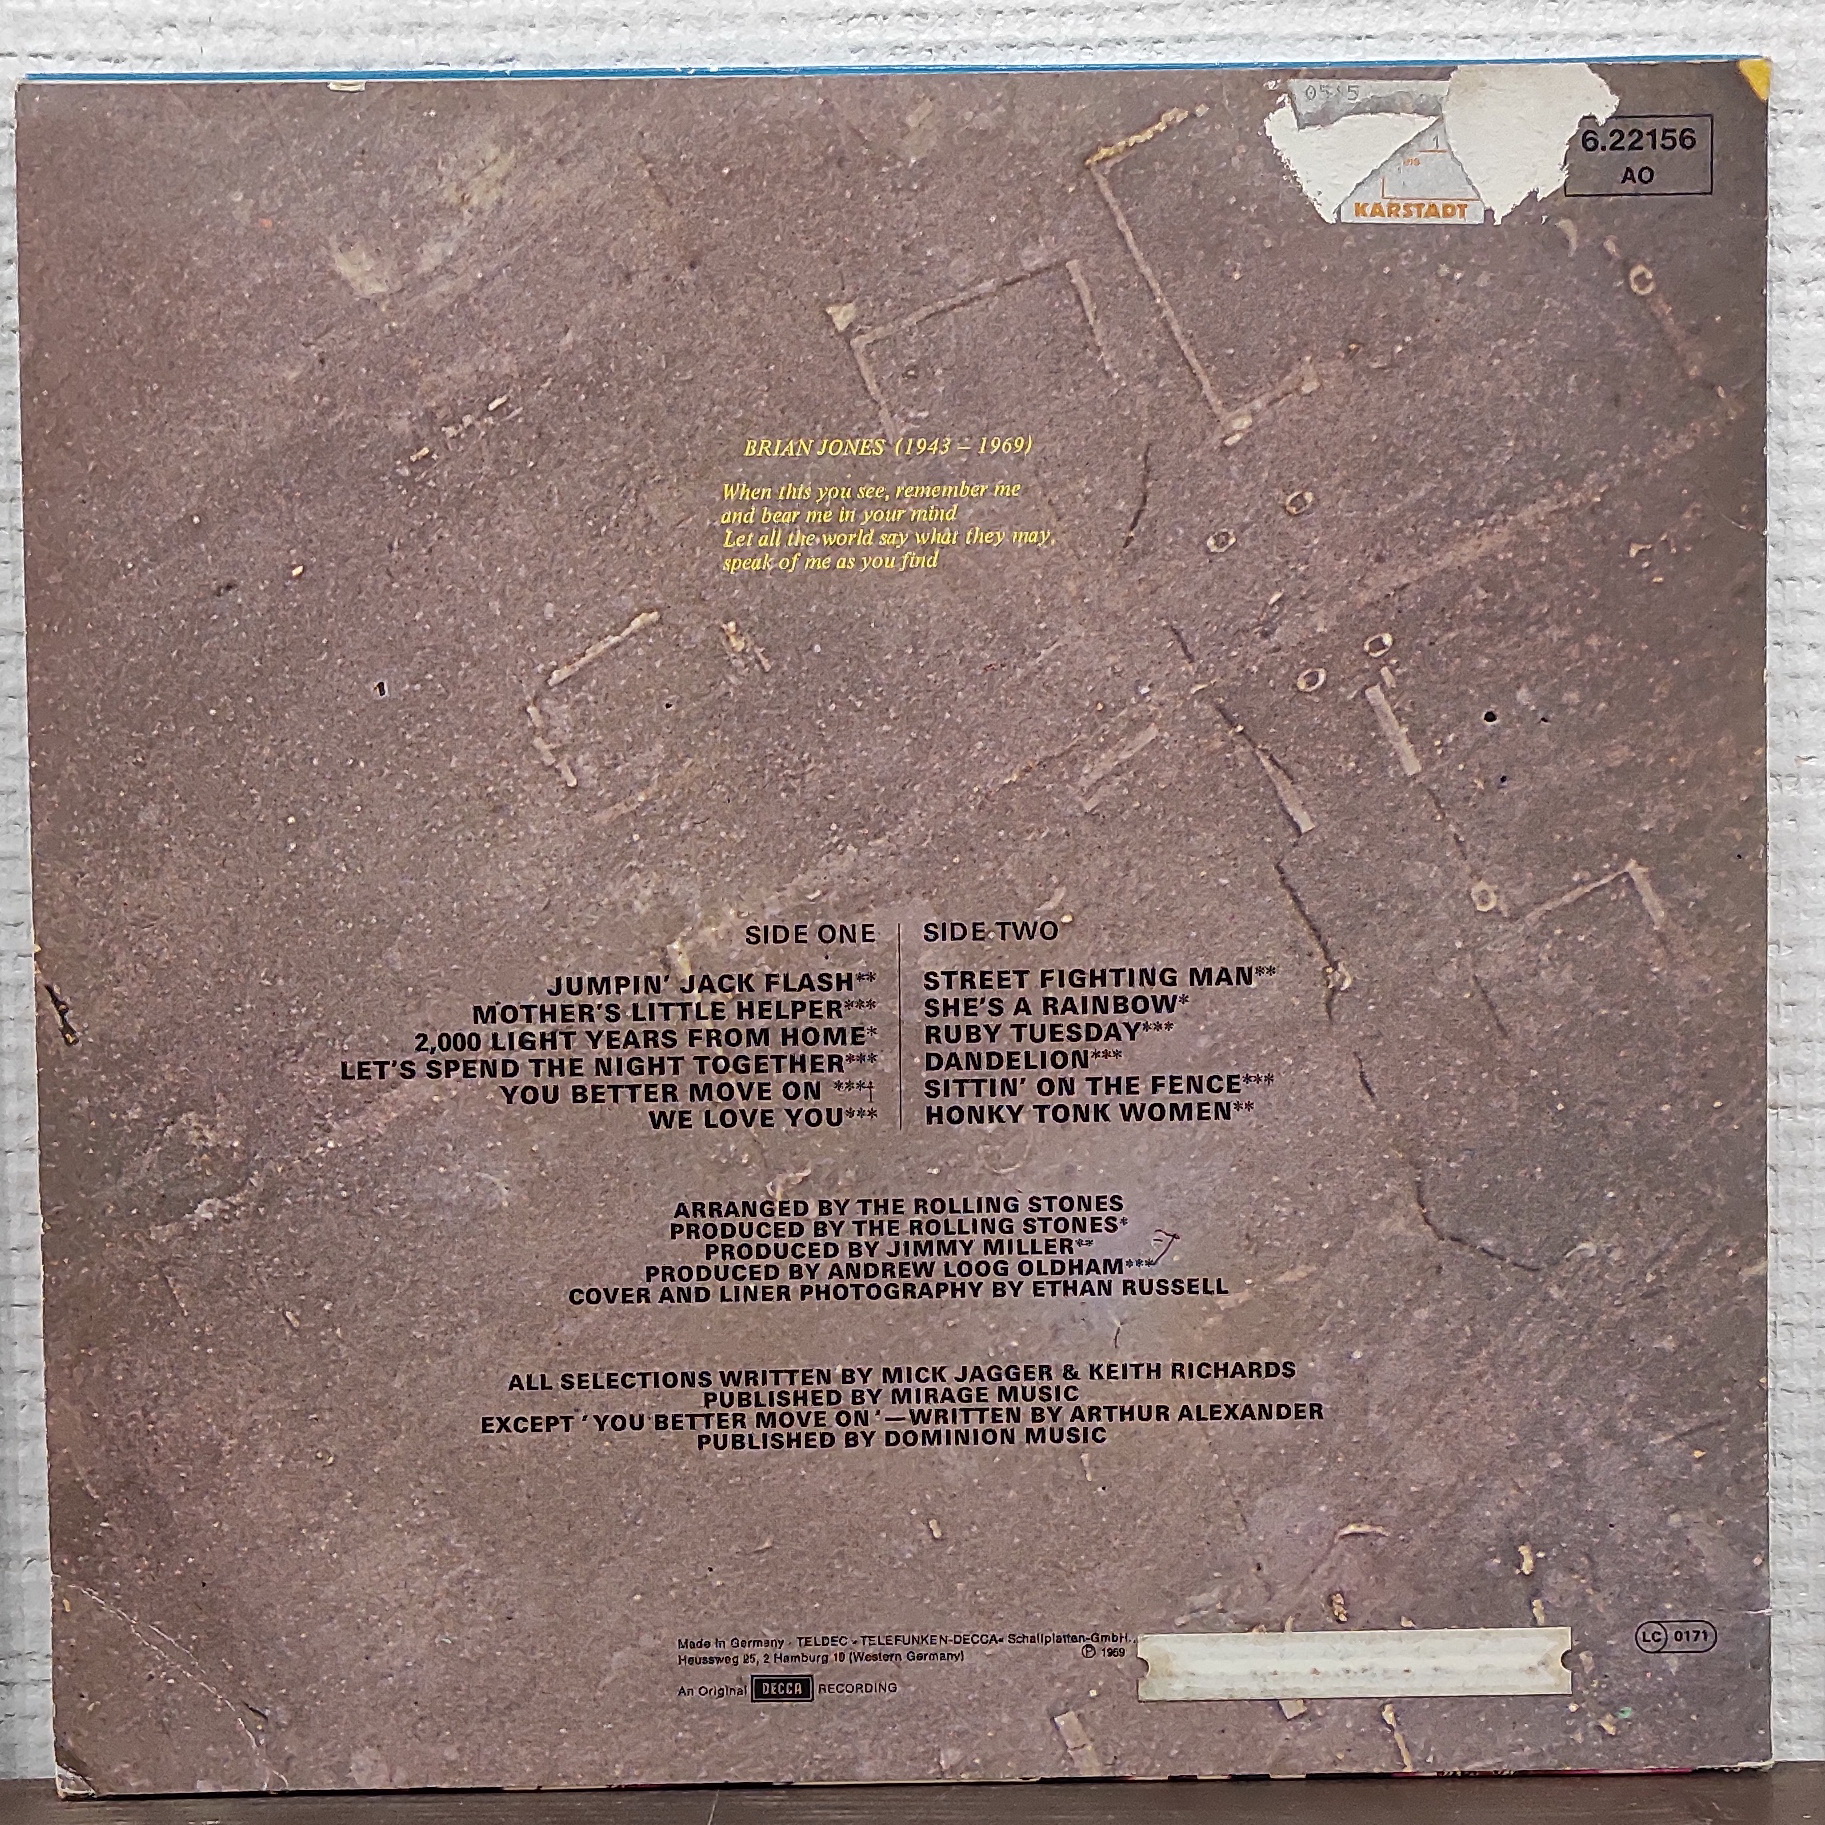 05 5
1
KARSTADT
6.22156
AO
BRIAN JONES (1943 – 1969)
When this you see, remember me
and bear me in your mind
Let all the world say what they may,
speak of me as you find
SIDE ONE
JUMPIN' JACK FLASH**
MOTHER'S LITTLE HELPER***
2,000 LIGHT YEARS FROM HOME*
LET'S SPEND THE NIGHT TOGETHER***
YOU BETTER MOVE ON ***†
WE LOVE YOU***
SIDE TWO
STREET FIGHTING MAN**
SHE'S A RAINBOW*
RUBY TUESDAY***
DANDELION***
SITTIN' ON THE FENCE***
HONKY TONK WOMEN**
ARRANGED BY THE ROLLING STONES
PRODUCED BY THE ROLLING STONES*
PRODUCED BY JIMMY MILLER**
PRODUCED BY ANDREW LOOG OLDHAM***
COVER AND LINER PHOTOGRAPHY BY ETHAN RUSSELL
ALL SELECTIONS WRITTEN BY MICK JAGGER & KEITH RICHARDS
PUBLISHED BY MIRAGE MUSIC
EXCEPT 'YOU BETTER MOVE ON'—WRITTEN BY ARTHUR ALEXANDER
PUBLISHED BY DOMINION MUSIC
Made in Germany · TELDEC »TELEFUNKEN-DECCA« Schallplatten-GmbH.,
Heussweg 25, 2 Hamburg 19 (Western Germany) ℗ 1969
An Original DECCA RECORDING
LC 0171